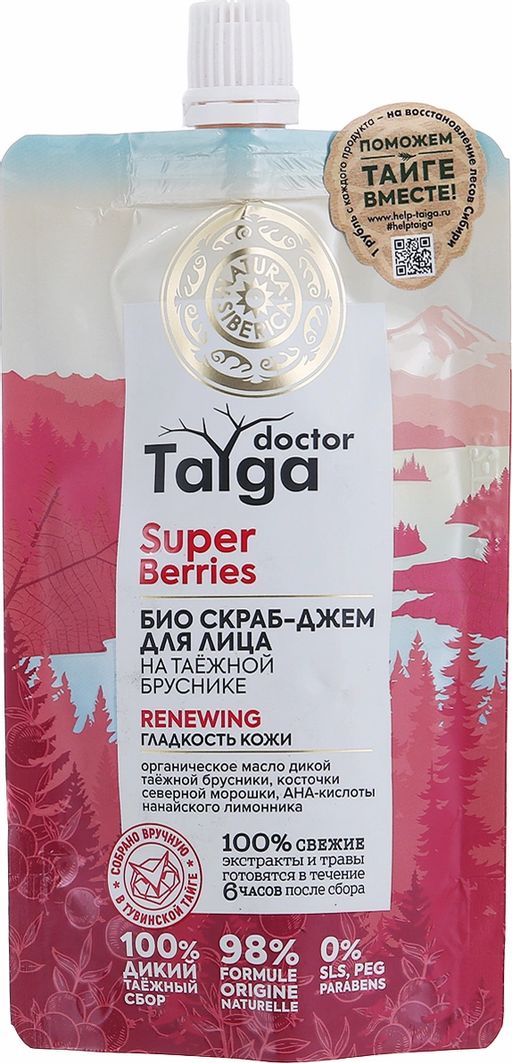 1 рубль с каждого продукта – на восстановление лесов Сибири
ПОМОЖЕМ
ТАЙГЕ
ВМЕСТЕ!
www.help-taiga.ru
#helptaiga
NATURA
SIBERICA
doctor
Taiga
Super
Berries
БИО СКРАБ-ДЖЕМ
ДЛЯ ЛИЦА
НА ТАЁЖНОЙ
БРУСНИКЕ
RENEWING
ГЛАДКОСТЬ КОЖИ
органическое масло дикой
таёжной брусники, косточки
северной морошки, АНА-кислоты
нанайского лимонника
СОБРАНО ВРУЧНУЮ
В ТУВИНСКОЙ ТАЙГЕ
100% СВЕЖИЕ
экстракты и травы
готовятся в течение
6 ЧАСОВ после сбора
100%
ДИКИЙ
ТАЁЖНЫЙ
СБОР
98%
FORMULE
ORIGINE
NATURELLE
0%
SLS, PEG
PARABENS